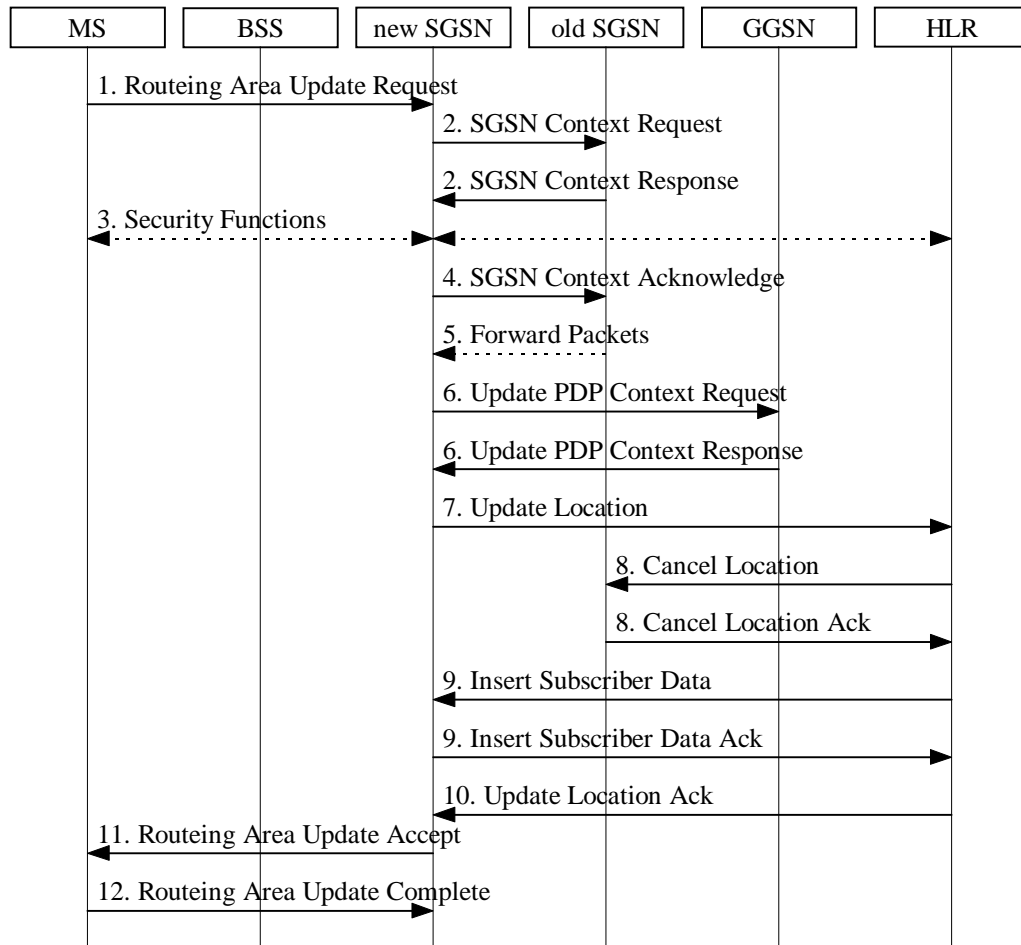 MS BSS new SGSN old SGSN GGSN HLR
1. Routeing Area Update Request
2. SGSN Context Request
2. SGSN Context Response
3. Security Functions
4. SGSN Context Acknowledge
5. Forward Packets
6. Update PDP Context Request
6. Update PDP Context Response
7. Update Location
8. Cancel Location
8. Cancel Location Ack
9. Insert Subscriber Data
9. Insert Subscriber Data Ack
10. Update Location Ack
11. Routeing Area Update Accept
12. Routeing Area Update Complete